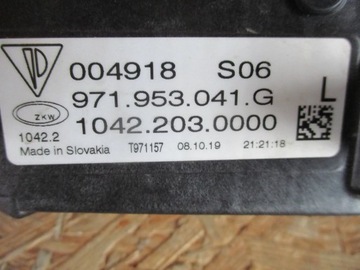 004918 S06
971.953.041.G L
ZKW
1042.203.0000
1042.2
Made in Slovakia T971157 08.10.19 21:21:18